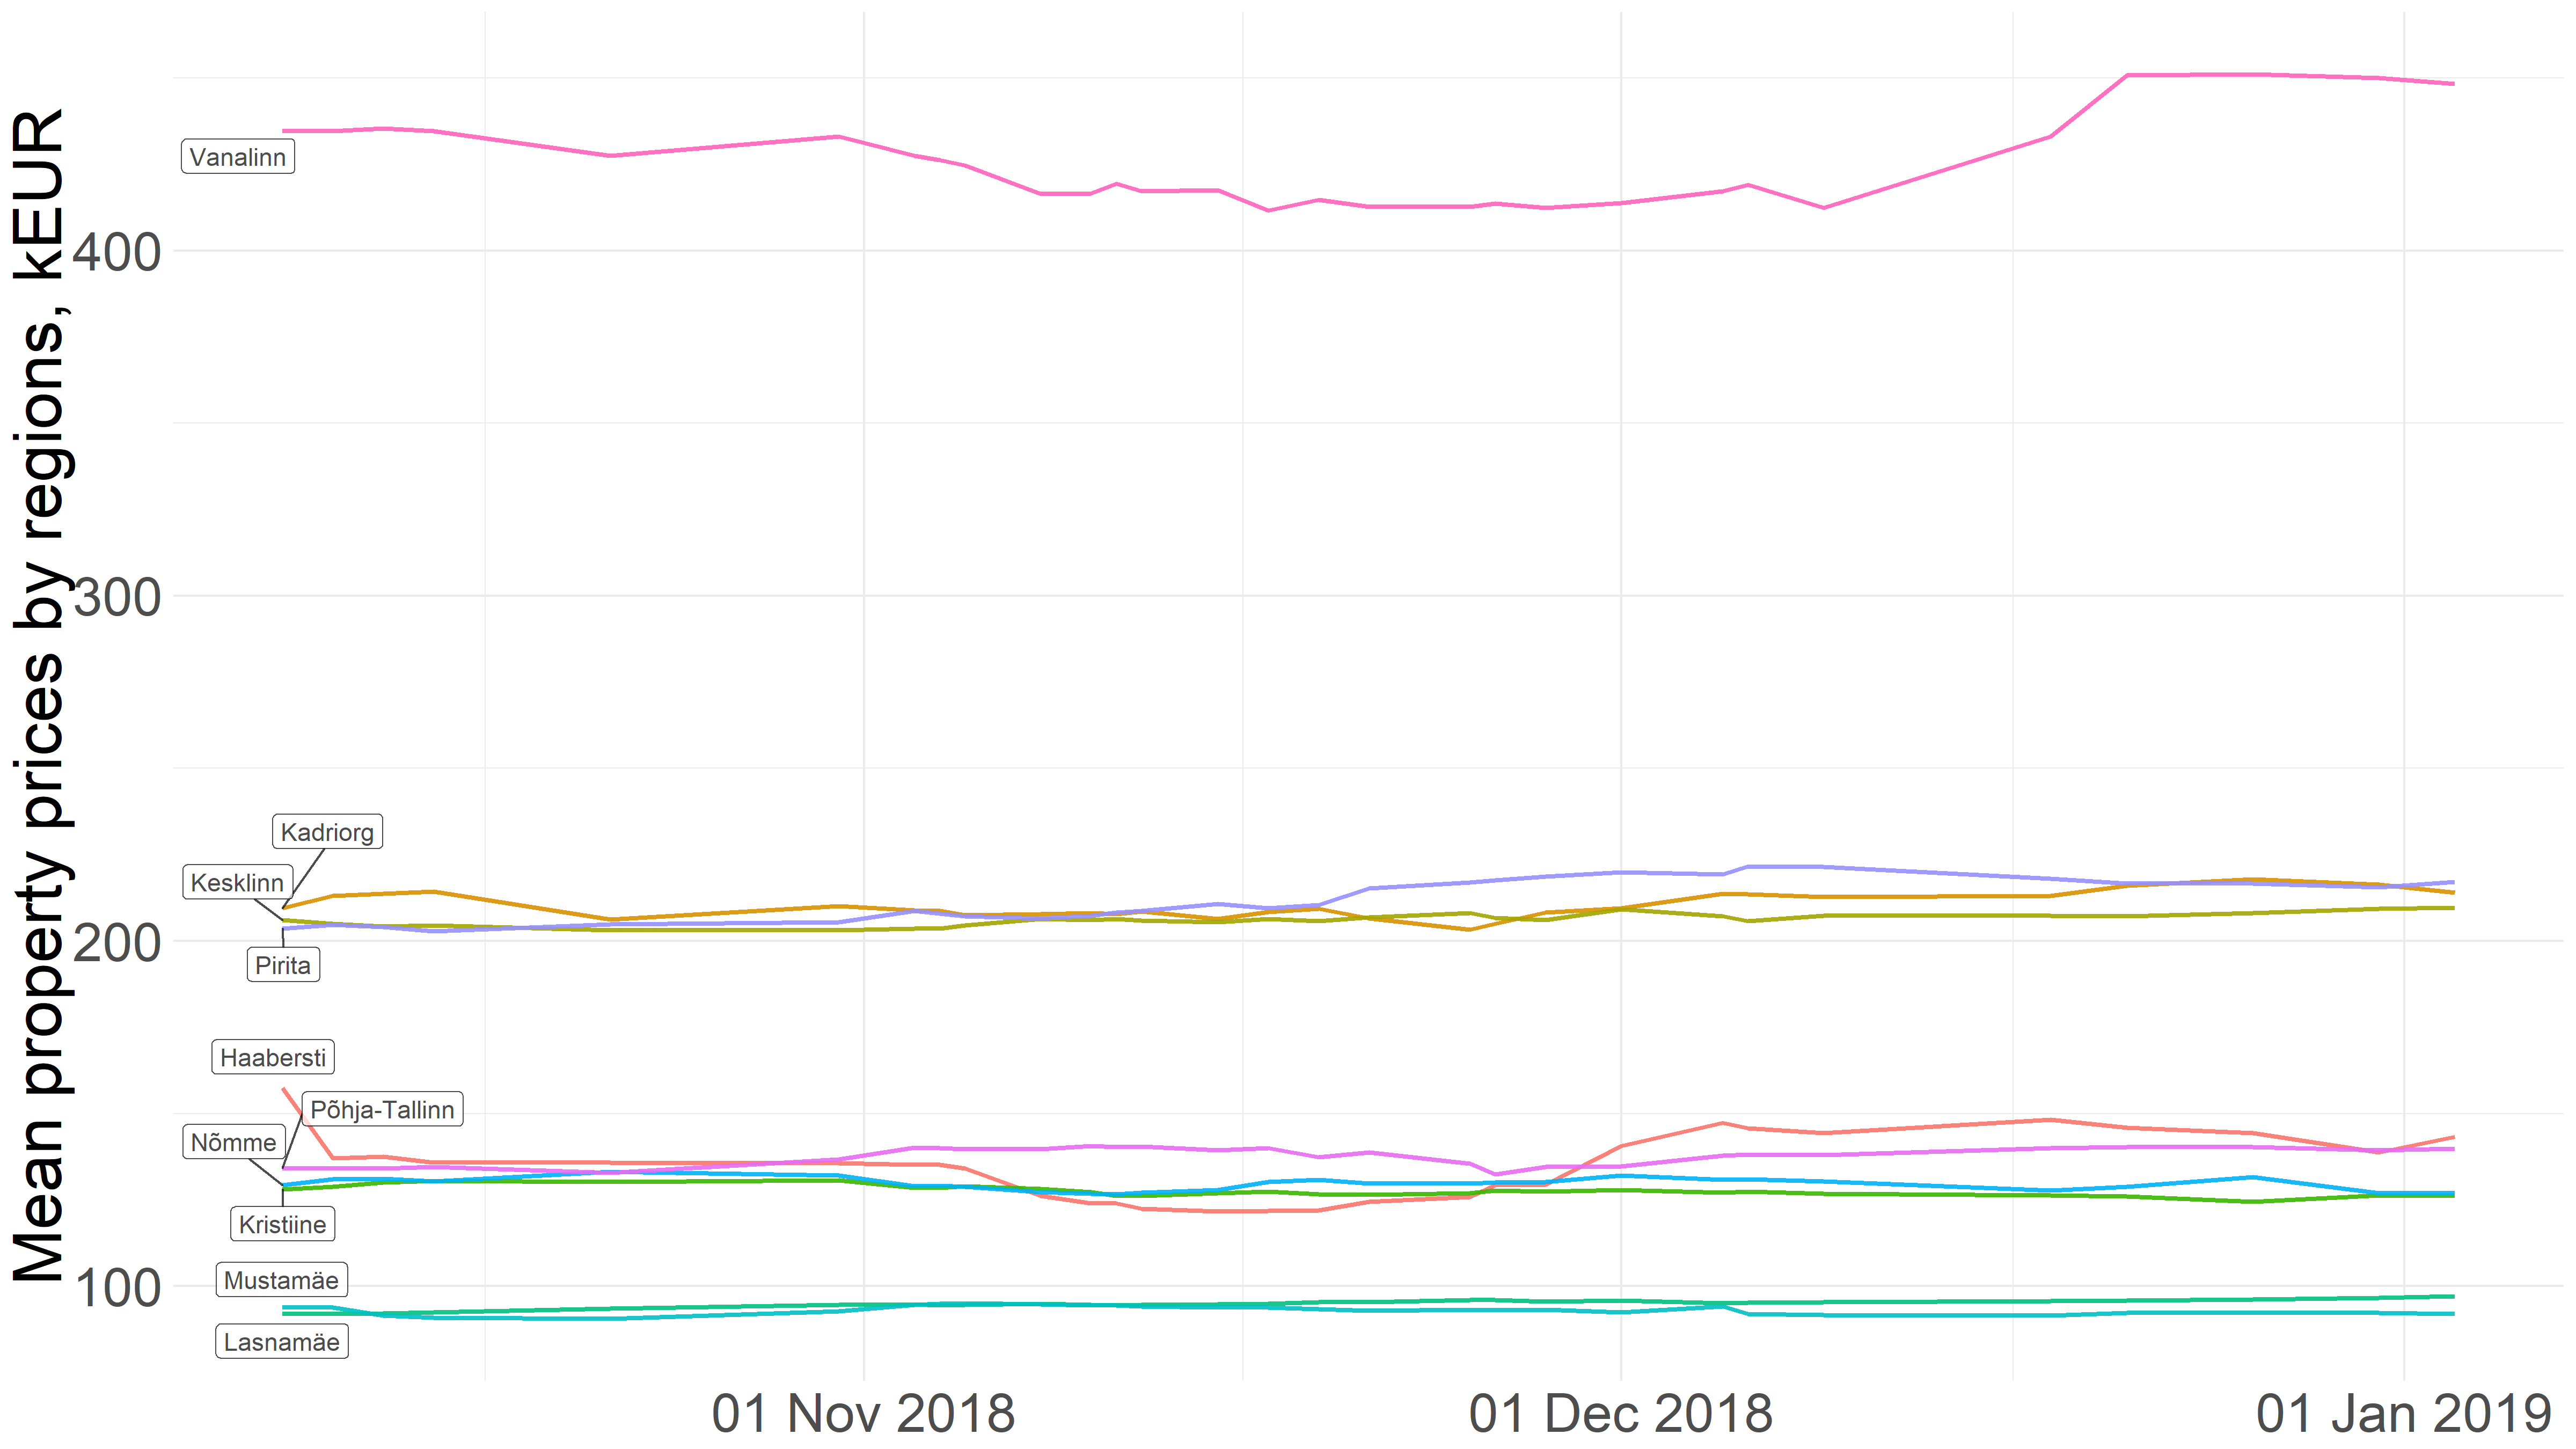 Mean property prices by regions, kEUR
400
300
200
100
Vanalinn
Kadriorg
Kesklinn
Pirita
Haabersti
Põhja-Tallinn
Nõmme
Kristiine
Mustamäe
Lasnamäe
01 Nov 2018
01 Dec 2018
01 Jan 2019